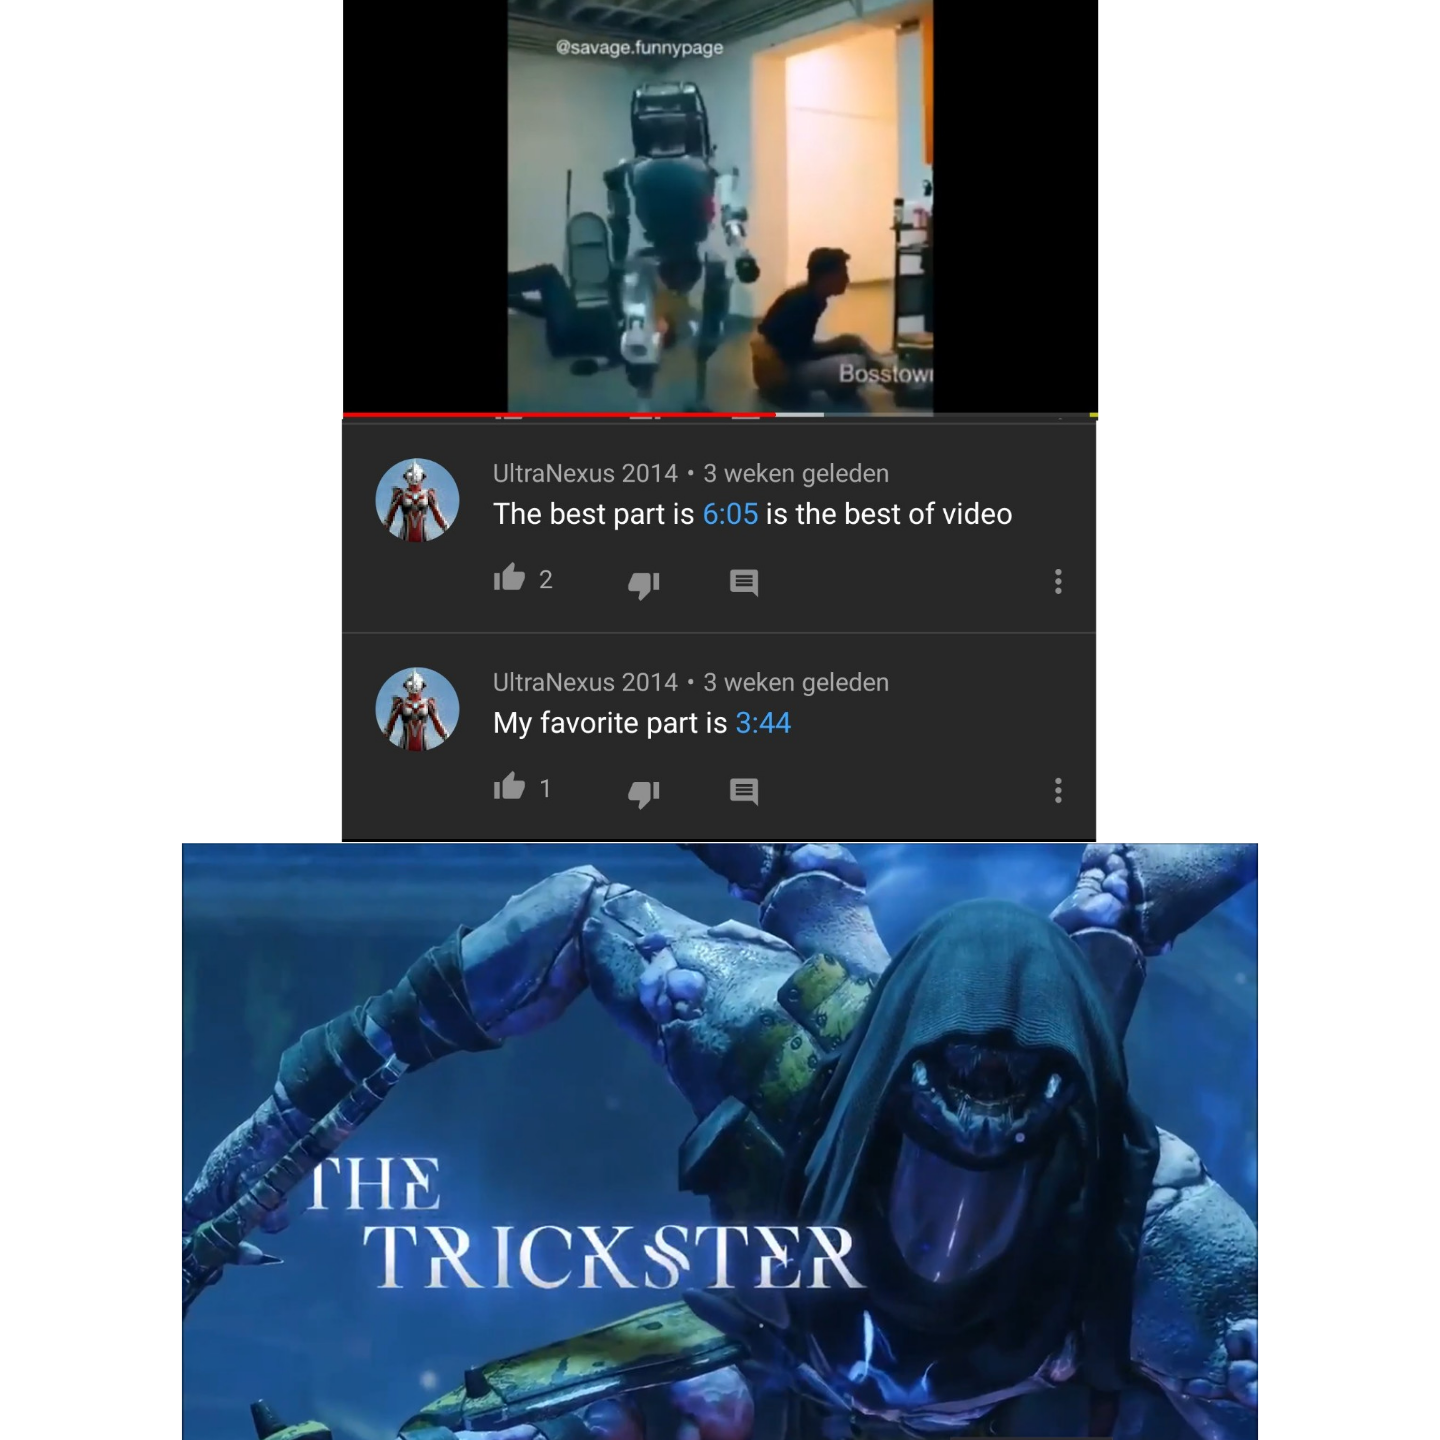 @savage.funnypage
Bosstown
UltraNexus 2014 • 3 weken geleden
The best part is 6:05 is the best of video
2
UltraNexus 2014 • 3 weken geleden
My favorite part is 3:44
1
THE
TRICKSTER